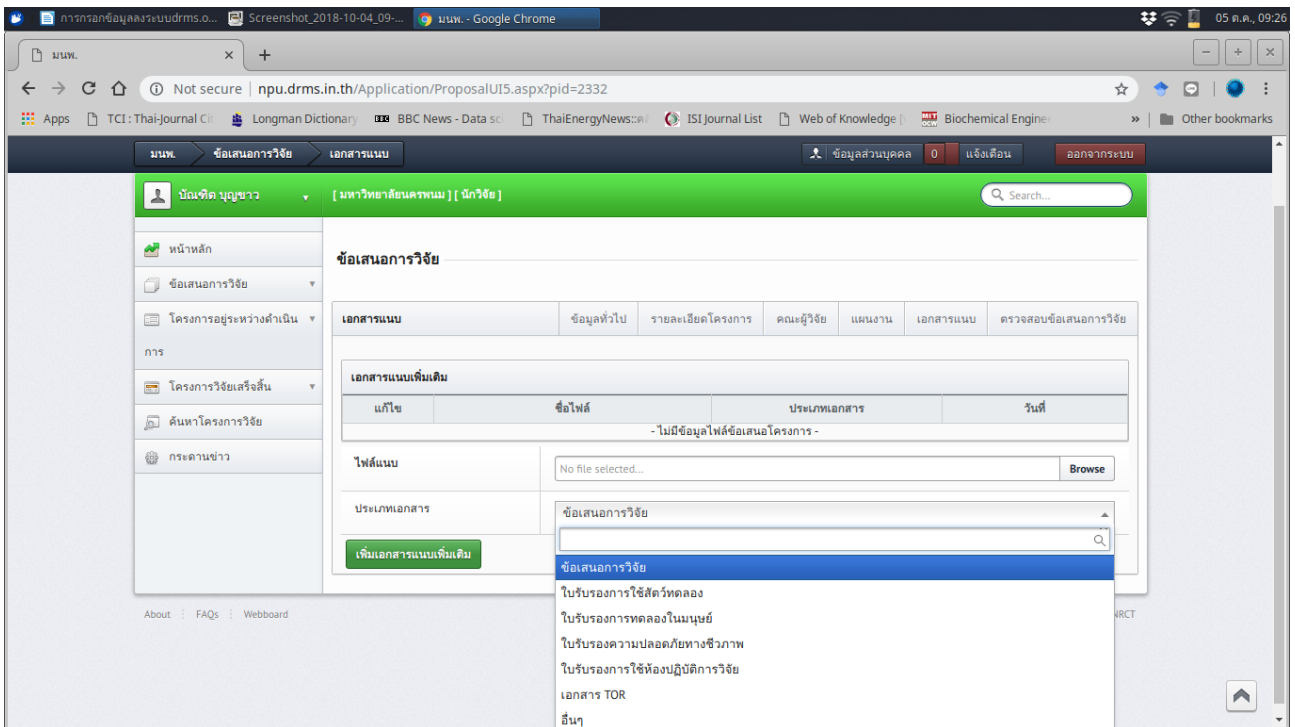 การกรอกข้อมูลลงระบบdrms.o... Screenshot_2018-10-04_09-... มนพ. - Google Chrome 05 ต.ค., 09:26
มนพ.
Not secure | npu.drms.in.th/Application/ProposalUI5.aspx?pid=2332
Apps TCI : Thai-Journal Cit Longman Dictionary BBC News - Data sc ThaiEnergyNews::ค ISI Journal List Web of Knowledge [ Biochemical Engine » Other bookmarks
มนพ. ข้อเสนอการวิจัย เอกสารแนบ ข้อมูลส่วนบุคคล 0 แจ้งเตือน ออกจากระบบ
บัณฑิต บุญขาว [ มหาวิทยาลัยนครพนม ] [ นักวิจัย ] Search...
หน้าหลัก
ข้อเสนอการวิจัย
ข้อเสนอการวิจัย
โครงการอยู่ระหว่างดำเนิน
การ
เอกสารแนบ ข้อมูลทั่วไป รายละเอียดโครงการ คณะผู้วิจัย แผนงาน เอกสารแนบ ตรวจสอบข้อเสนอการวิจัย
โครงการวิจัยเสร็จสิ้น
ค้นหาโครงการวิจัย
กระดานข่าว
เอกสารแนบเพิ่มเติม
แก้ไข ชื่อไฟล์ ประเภทเอกสาร วันที่
- ไม่มีข้อมูลไฟล์ข้อเสนอโครงการ -
ไฟล์แนบ No file selected... Browse
ประเภทเอกสาร ข้อเสนอการวิจัย
เพิ่มเอกสารแนบเพิ่มเติม
ข้อเสนอการวิจัย
ใบรับรองการใช้สัตว์ทดลอง
ใบรับรองการทดลองในมนุษย์
ใบรับรองความปลอดภัยทางชีวภาพ
ใบรับรองการใช้ห้องปฏิบัติการวิจัย
เอกสาร TOR
อื่นๆ
About FAQs Webboard NRCT